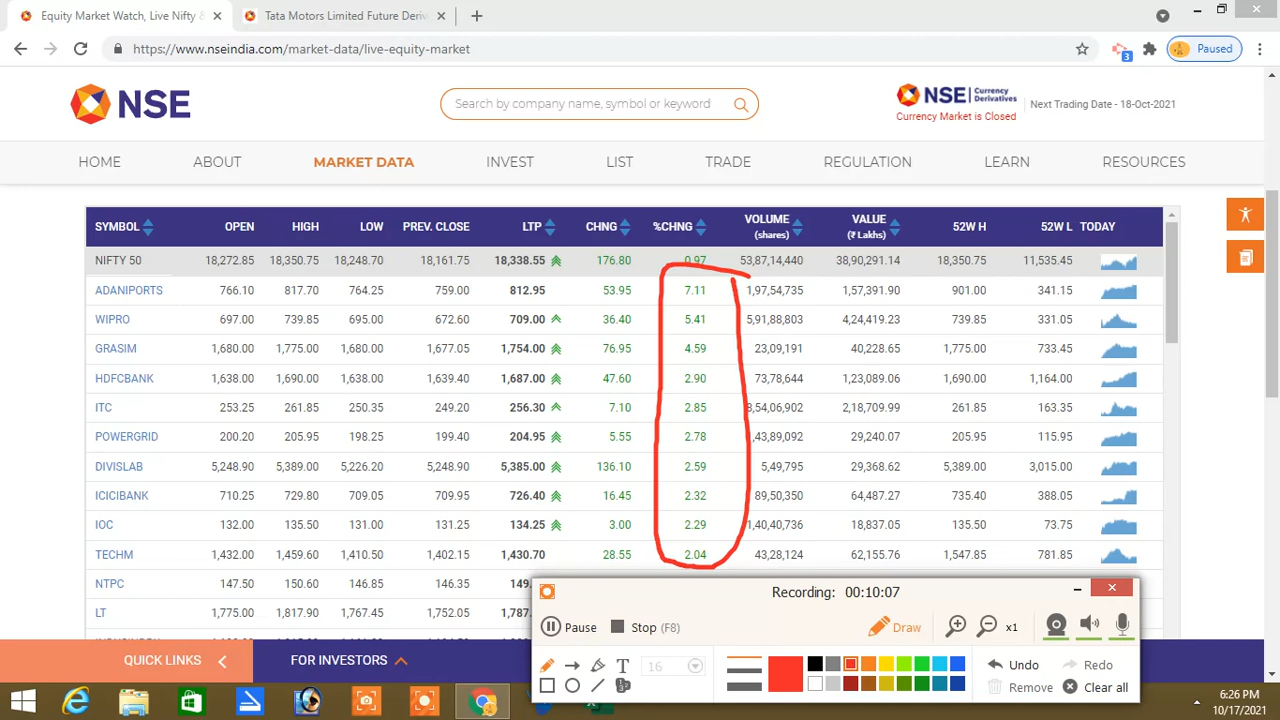 Equity Market Watch, Live Nifty
Tata Motors Limited Future Deri
https://www.nseindia.com/market-data/live-equity-market
3
Paused
NSE
Search by company name, symbol or keyword
NSE Currency Derivatives
Currency Market is Closed
Next Trading Date - 18-Oct-2021
HOME ABOUT MARKET DATA INVEST LIST TRADE REGULATION LEARN RESOURCES
SYMBOL OPEN HIGH LOW PREV. CLOSE LTP CHNG %CHNG VOLUME (shares) VALUE (₹ Lakhs) 52W H 52W L TODAY
NIFTY 50 18,272.85 18,350.75 18,248.70 18,161.75 18,338.55 176.80 0.97 53,87,14,440 38,90,291.14 18,350.75 11,535.45
ADANIPORTS 766.10 817.70 764.25 759.00 812.95 53.95 7.11 1,97,54,735 1,57,391.90 901.00 341.15
WIPRO 697.00 739.85 695.00 672.60 709.00 36.40 5.41 5,91,88,803 4,24,419.23 739.85 331.05
GRASIM 1,680.00 1,775.00 1,680.00 1,677.05 1,754.00 76.95 4.59 23,09,191 40,228.65 1,775.00 733.45
HDFCBANK 1,638.00 1,690.00 1,638.00 1,639.40 1,687.00 47.60 2.90 73,78,644 1,23,089.06 1,690.00 1,164.00
ITC 253.25 261.85 250.35 249.20 256.30 7.10 2.85 8,54,06,902 2,18,709.99 261.85 163.35
POWERGRID 200.20 205.95 198.25 199.40 204.95 5.55 2.78 ,43,89,092 29,240.07 205.95 115.95
DIVISLAB 5,248.90 5,389.00 5,226.20 5,248.90 5,385.00 136.10 2.59 5,49,795 29,368.62 5,389.00 3,015.00
ICICIBANK 710.25 729.80 709.05 709.95 726.40 16.45 2.32 89,50,350 64,487.27 735.40 388.05
IOC 132.00 135.50 131.00 131.25 134.25 3.00 2.29 1,40,40,736 18,837.05 135.50 73.75
TECHM 1,432.00 1,459.60 1,410.50 1,402.15 1,430.70 28.55 2.04 43,28,124 62,155.76 1,547.85 781.85
NTPC 147.50 150.60 146.85 146.35 149.
LT 1,775.00 1,817.90 1,767.45 1,752.05 1,787.
Recording: 00:10:07
Pause Stop (F8) Draw x1
T 16 Undo Redo
Remove Clear all
QUICK LINKS FOR INVESTORS
6:26 PM
10/17/2021